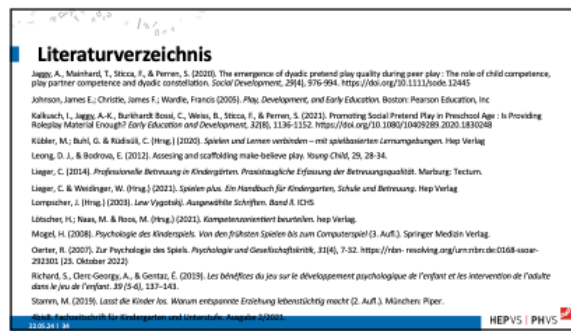 Literaturverzeichnis
Jaggy, A., Mainhard, T., Sticca, F., & Perren, S. (2020). The emergence of dyadic pretend play quality during peer play : The role of child competence,
play partner competence and dyadic constellation. Social Development, 29(4), 976-994. https://doi.org/10.1111/sode.12445
Johnson, James E.; Christie, James F.; Wardle, Francis (2005). Play, Development, and Early Education. Boston: Pearson Education, Inc
Kalkusch, I., Jaggy, A.-K., Burkhardt Bossi, C., Weiss, B., Sticca, F., & Perren, S. (2021). Promoting Social Pretend Play in Preschool Age : Is Providing
Roleplay Material Enough? Early Education and Development, 32(8), 1136-1152. https://doi.org/10.1080/10409289.2020.1830248
Kübler, M.; Buhl, G. & Rüdisüli, C. (Hrsg.) (2020). Spielen und Lernen verbinden – mit spielbasierten Lernumgebungen. Hep Verlag
Leong, D. J., & Bodrova, E. (2012). Assesing and scaffolding make-believe play. Young Child, 29, 28-34.
Lieger, C. (2014). Professionelle Betreuung in Kindergärten. Praxistaugliche Erfassung der Betreuungsqualität. Marburg: Tectum.
Lieger, C. & Weidinger, W. (Hrsg.) (2021). Spielen plus. Ein Handbuch für Kindergarten, Schule und Betreuung. Hep Verlag
Lompscher, J. (Hrsg.) (2003). Lew Vygotskij. Ausgewählte Schriften. Band II. ICHS
Lötscher, H.; Naas, M. & Roos, M. (Hrsg.) (2021). Kompetenzorientiert beurteilen. hep Verlag.
Mogel, H. (2008). Psychologie des Kinderspiels. Von den frühsten Spielen bis zum Computerspiel (3. Aufl.). Springer Medizin Verlag.
Oerter, R. (2007). Zur Psychologie des Spiels. Psychologie und Gesellschaftskritik, 31(4), 7-32. https://nbn- resolving.org/urn:nbn:de:0168-ssoar-
292301 (23. Oktober 2022)
Richard, S., Clerc-Georgy, A., & Gentaz, É. (2019). Les bénéfices du jeu sur le développement psychologique de l'enfant et les intervention de l'adulte
dans le jeu de l'enfant. 39 (5-6), 137–143.
Stamm, M. (2019). Lasst die Kinder los. Warum entspannte Erziehung lebenstüchtig macht (2. Aufl.). München: Piper.
4bis8. Fachzeitschrift für Kindergarten und Unterstufe. Ausgabe 2/2021.
22.05.24 | 34
HEPVS | PHVS